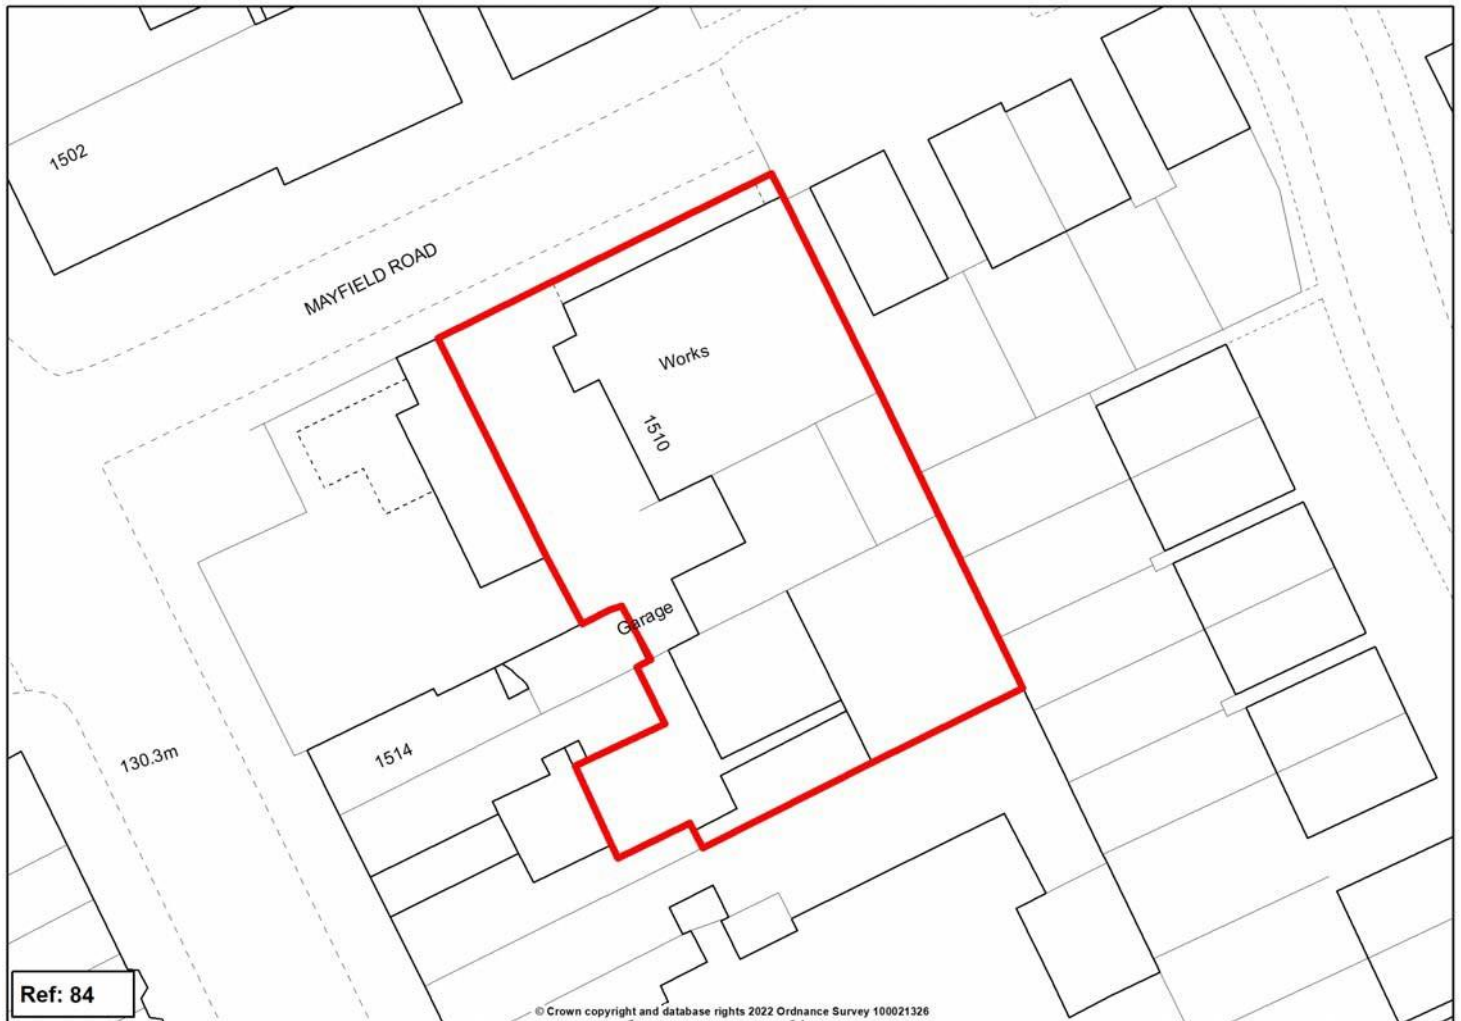 1502
MAYFIELD ROAD
Works
1510
Garage
130.3m
1514
Ref: 84
© Crown copyright and database rights 2022 Ordnance Survey 100021326